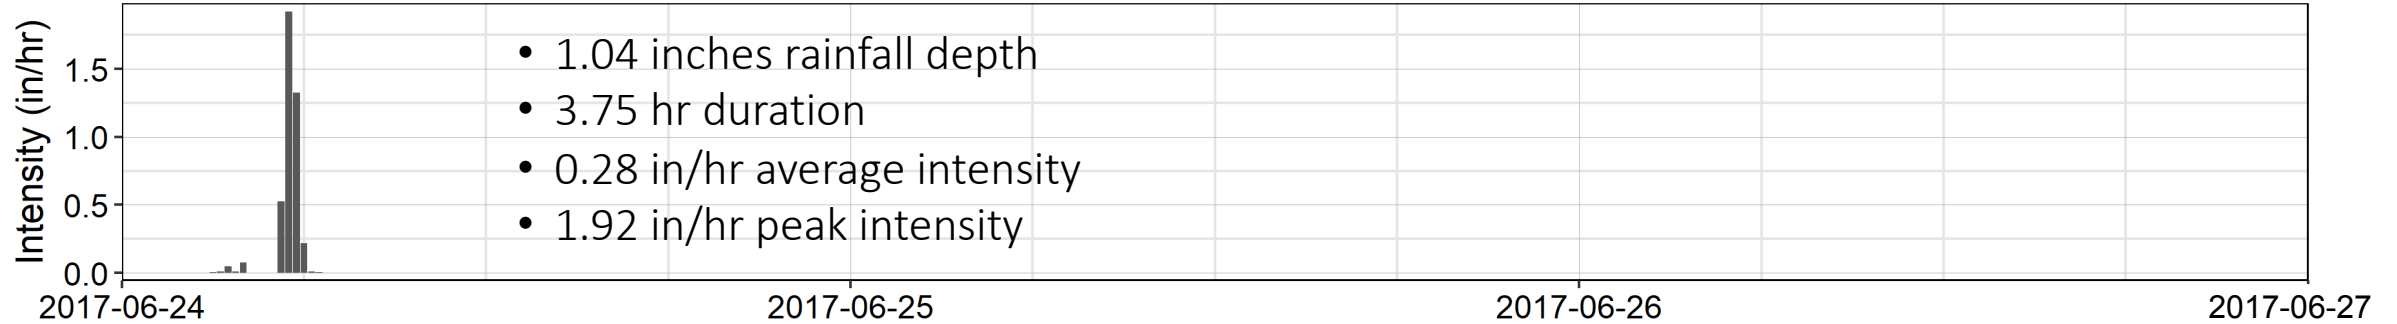 Intensity (in/hr)
1.5
1.0
0.5
0.0
• 1.04 inches rainfall depth
• 3.75 hr duration
• 0.28 in/hr average intensity
• 1.92 in/hr peak intensity
2017-06-24
2017-06-25
2017-06-26
2017-06-27